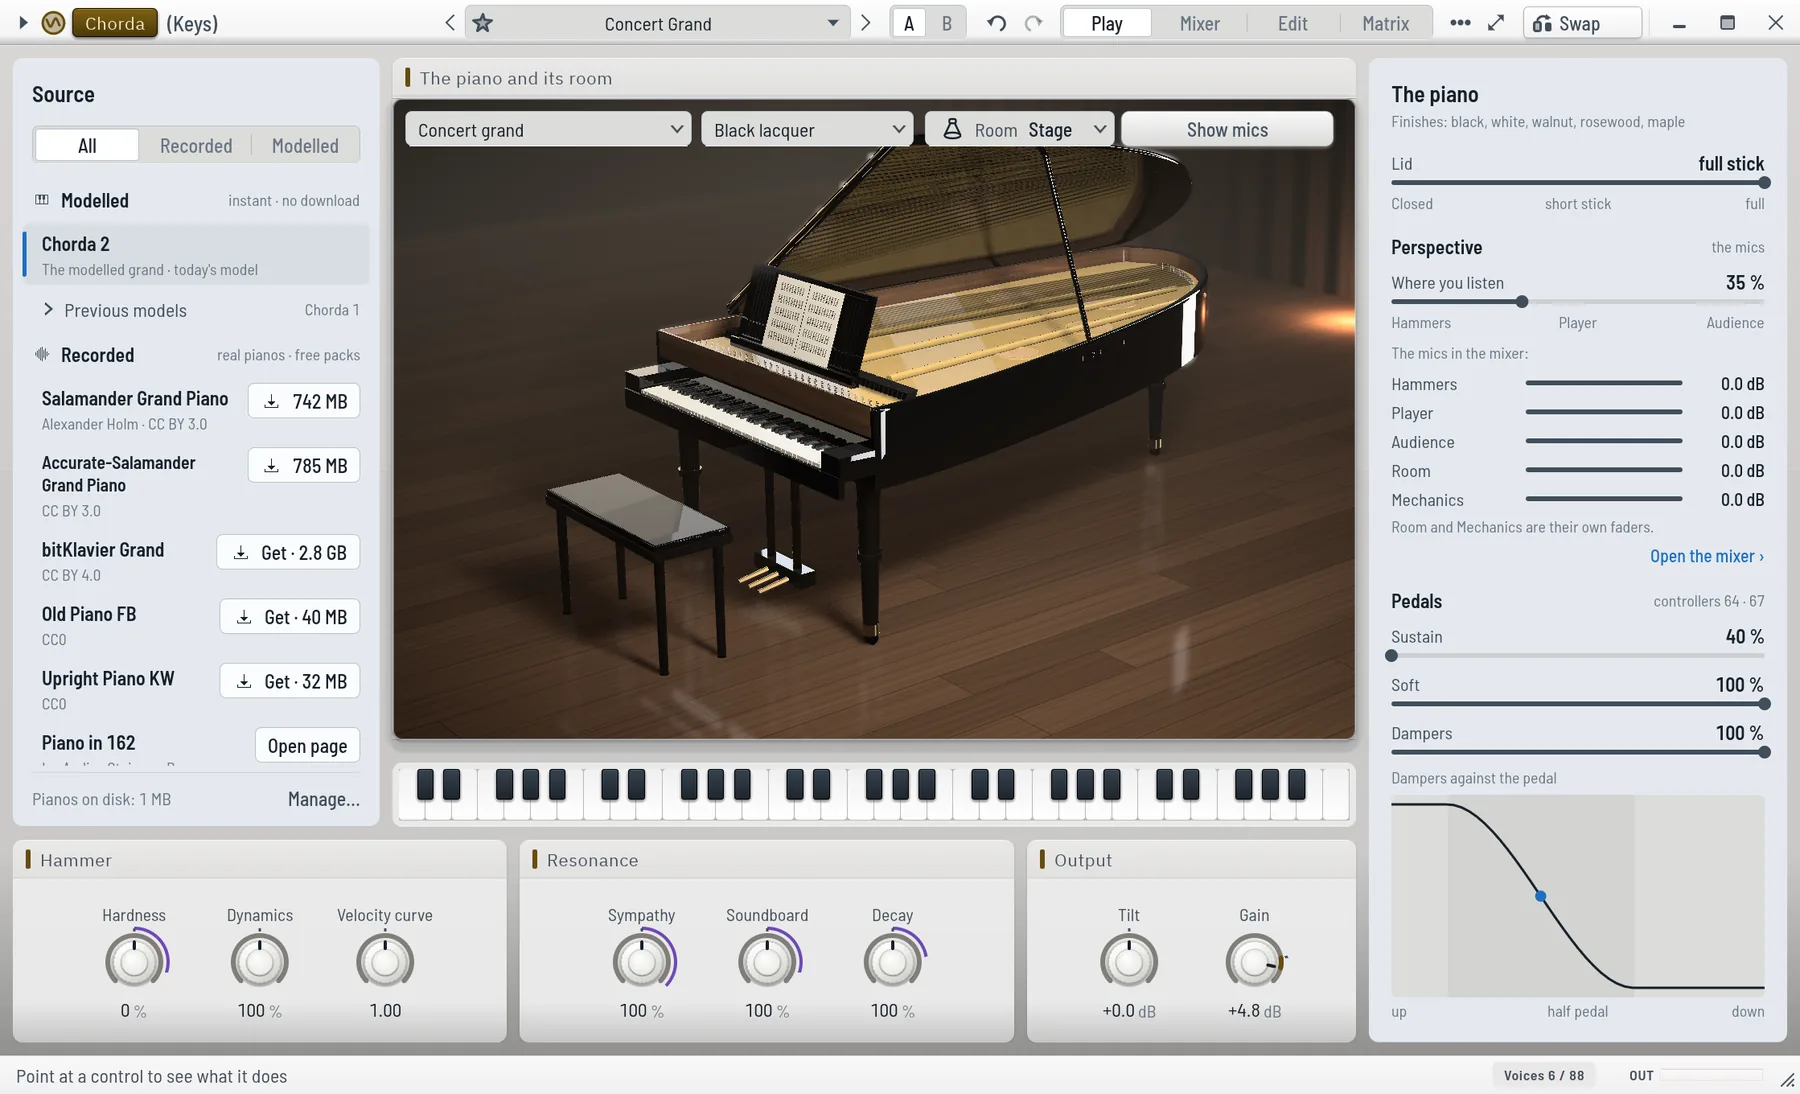 Chorda (Keys)
Concert Grand
A B
Play Mixer Edit Matrix
Swap
Source
All Recorded Modelled
Modelled instant · no download
Chorda 2
The modelled grand · today's model
Previous models Chorda 1
Recorded real pianos · free packs
Salamander Grand Piano 742 MB
Alexander Holm · CC BY 3.0
Accurate-Salamander
Grand Piano
785 MB
CC BY 3.0
bitKlavier Grand Get · 2.8 GB
CC BY 4.0
Old Piano FB Get · 40 MB
CC0
Upright Piano KW Get · 32 MB
CC0
Piano in 162 Open page
Pianos on disk: 1 MB Manage...
The piano and its room
Concert grand
Black lacquer
Room Stage
Show mics
The piano
Finishes: black, white, walnut, rosewood, maple
Lid full stick
Closed short stick full
Perspective the mics
Where you listen 35 %
Hammers Player Audience
The mics in the mixer:
Hammers 0.0 dB
Player 0.0 dB
Audience 0.0 dB
Room 0.0 dB
Mechanics 0.0 dB
Room and Mechanics are their own faders.
Open the mixer ›
Pedals controllers 64 · 67
Sustain 40 %
Soft 100 %
Dampers 100 %
Dampers against the pedal
up half pedal down
Hammer
Hardness Dynamics Velocity curve
0 % 100 % 1.00
Resonance
Sympathy Soundboard Decay
100 % 100 % 100 %
Output
Tilt Gain
+0.0 dB +4.8 dB
Point at a control to see what it does
Voices 6 / 88
OUT